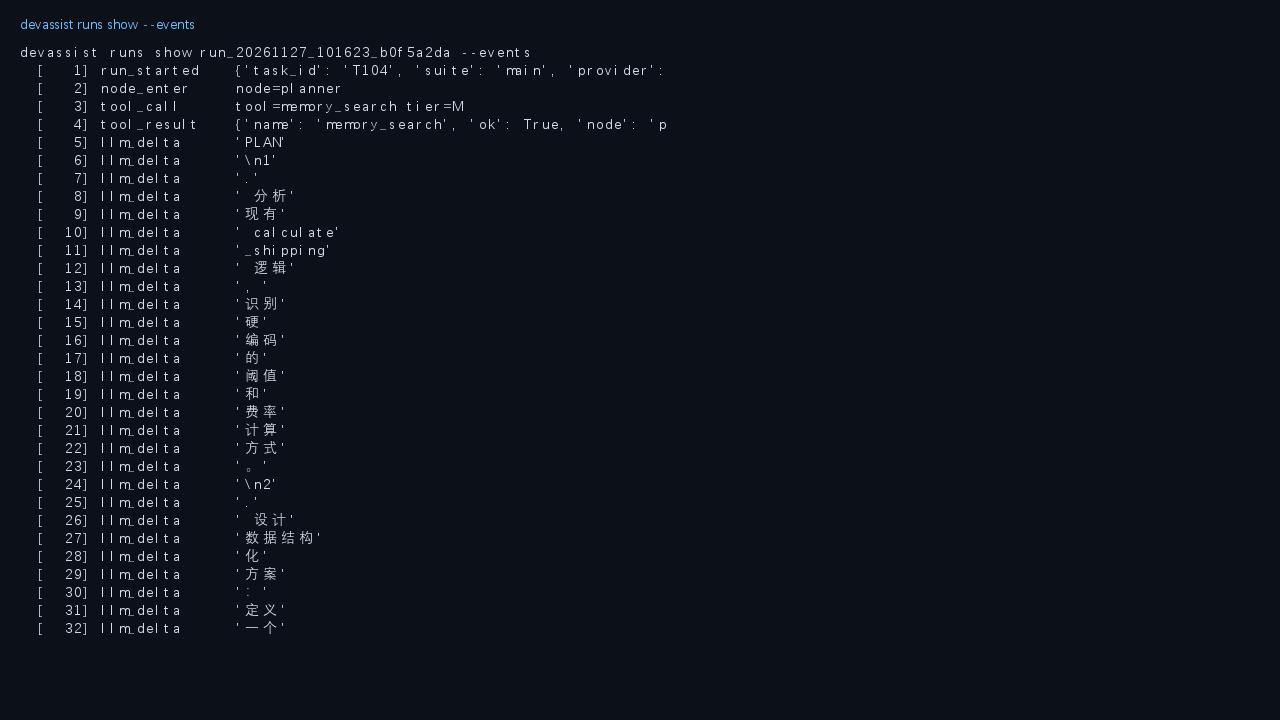 devassist runs show --events
devassist runs show run_20261127_101623_b0f5a2da --events
[ 1] run_started {'task_id': 'T104', 'suite': 'main', 'provider':
[ 2] node_enter node=planner
[ 3] tool_call tool=memory_search tier=M
[ 4] tool_result {'name': 'memory_search', 'ok': True, 'node': 'p
[ 5] llm_delta 'PLAN'
[ 6] llm_delta '\n1'
[ 7] llm_delta '.'
[ 8] llm_delta ' 分析'
[ 9] llm_delta '现有'
[ 10] llm_delta ' calculate'
[ 11] llm_delta '_shipping'
[ 12] llm_delta ' 逻辑'
[ 13] llm_delta '，'
[ 14] llm_delta '识别'
[ 15] llm_delta '硬'
[ 16] llm_delta '编码'
[ 17] llm_delta '的'
[ 18] llm_delta '阈值'
[ 19] llm_delta '和'
[ 20] llm_delta '费率'
[ 21] llm_delta '计算'
[ 22] llm_delta '方式'
[ 23] llm_delta '。'
[ 24] llm_delta '\n2'
[ 25] llm_delta '.'
[ 26] llm_delta ' 设计'
[ 27] llm_delta '数据结构'
[ 28] llm_delta '化'
[ 29] llm_delta '方案'
[ 30] llm_delta '：'
[ 31] llm_delta '定义'
[ 32] llm_delta '一个'